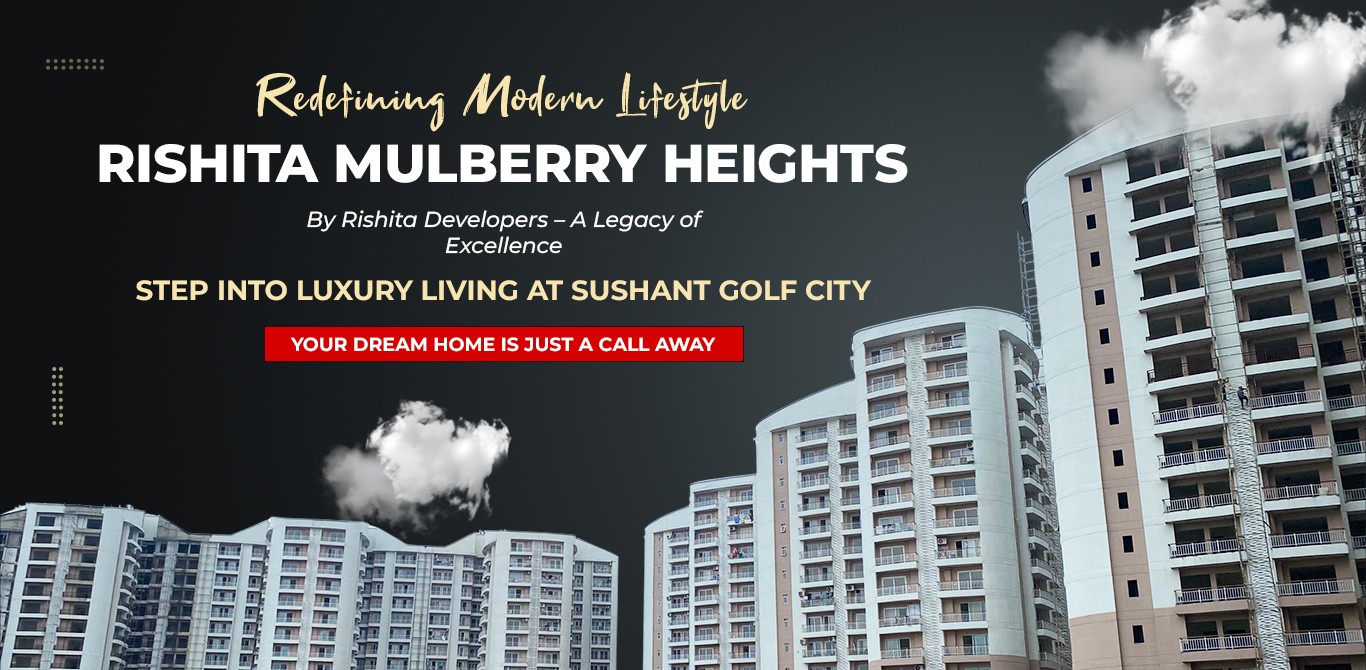 Redefining Modern Lifestyle
RISHITA MULBERRY HEIGHTS
By Rishita Developers – A Legacy of
Excellence
STEP INTO LUXURY LIVING AT SUSHANT GOLF CITY
YOUR DREAM HOME IS JUST A CALL AWAY